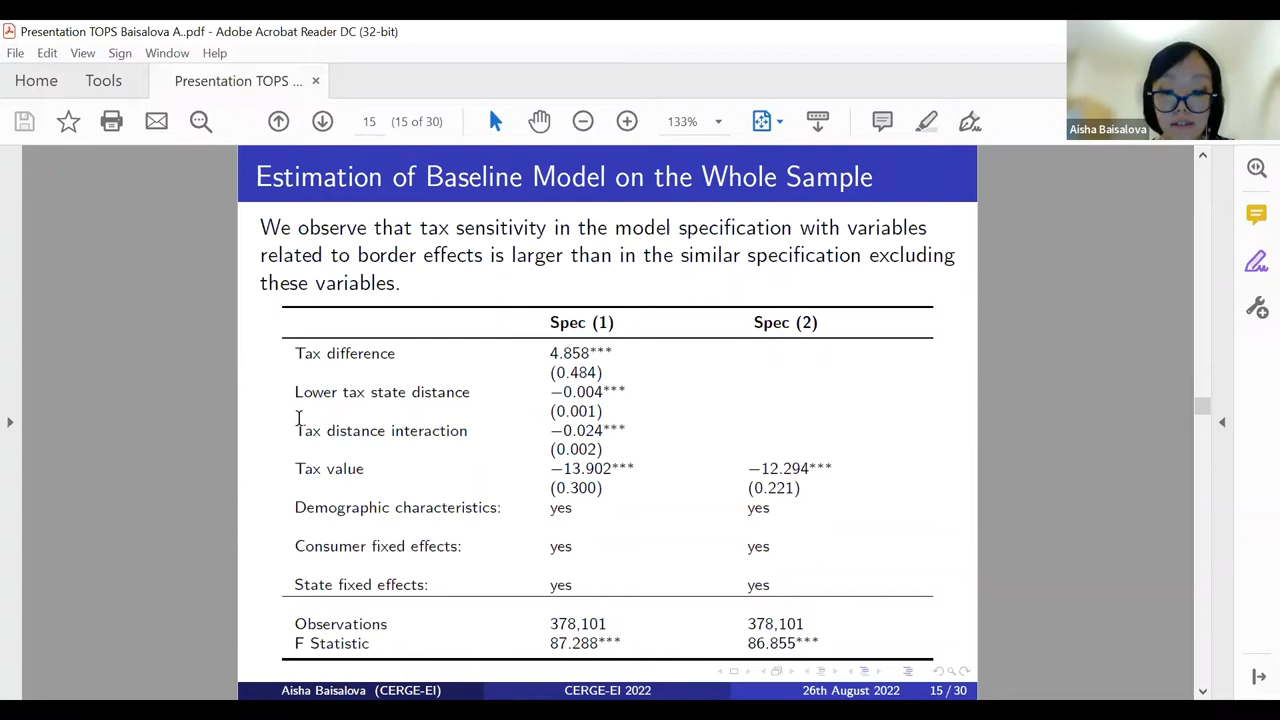 Presentation TOPS Baisalova A..pdf - Adobe Acrobat Reader DC (32-bit)
File Edit View Sign Window Help
Home Tools Presentation TOPS ... ×
15 (15 of 30) 133%
Aisha Baisalova
Estimation of Baseline Model on the Whole Sample
We observe that tax sensitivity in the model specification with variables
related to border effects is larger than in the similar specification excluding
these variables.
Spec (1) Spec (2)
Tax difference 4.858***
(0.484)
Lower tax state distance −0.004***
(0.001)
Tax distance interaction −0.024***
(0.002)
Tax value −13.902*** −12.294***
(0.300) (0.221)
Demographic characteristics: yes yes
Consumer fixed effects: yes yes
State fixed effects: yes yes
Observations 378,101 378,101
F Statistic 87.288*** 86.855***
Aisha Baisalova (CERGE-EI) CERGE-EI 2022 26th August 2022 15 / 30